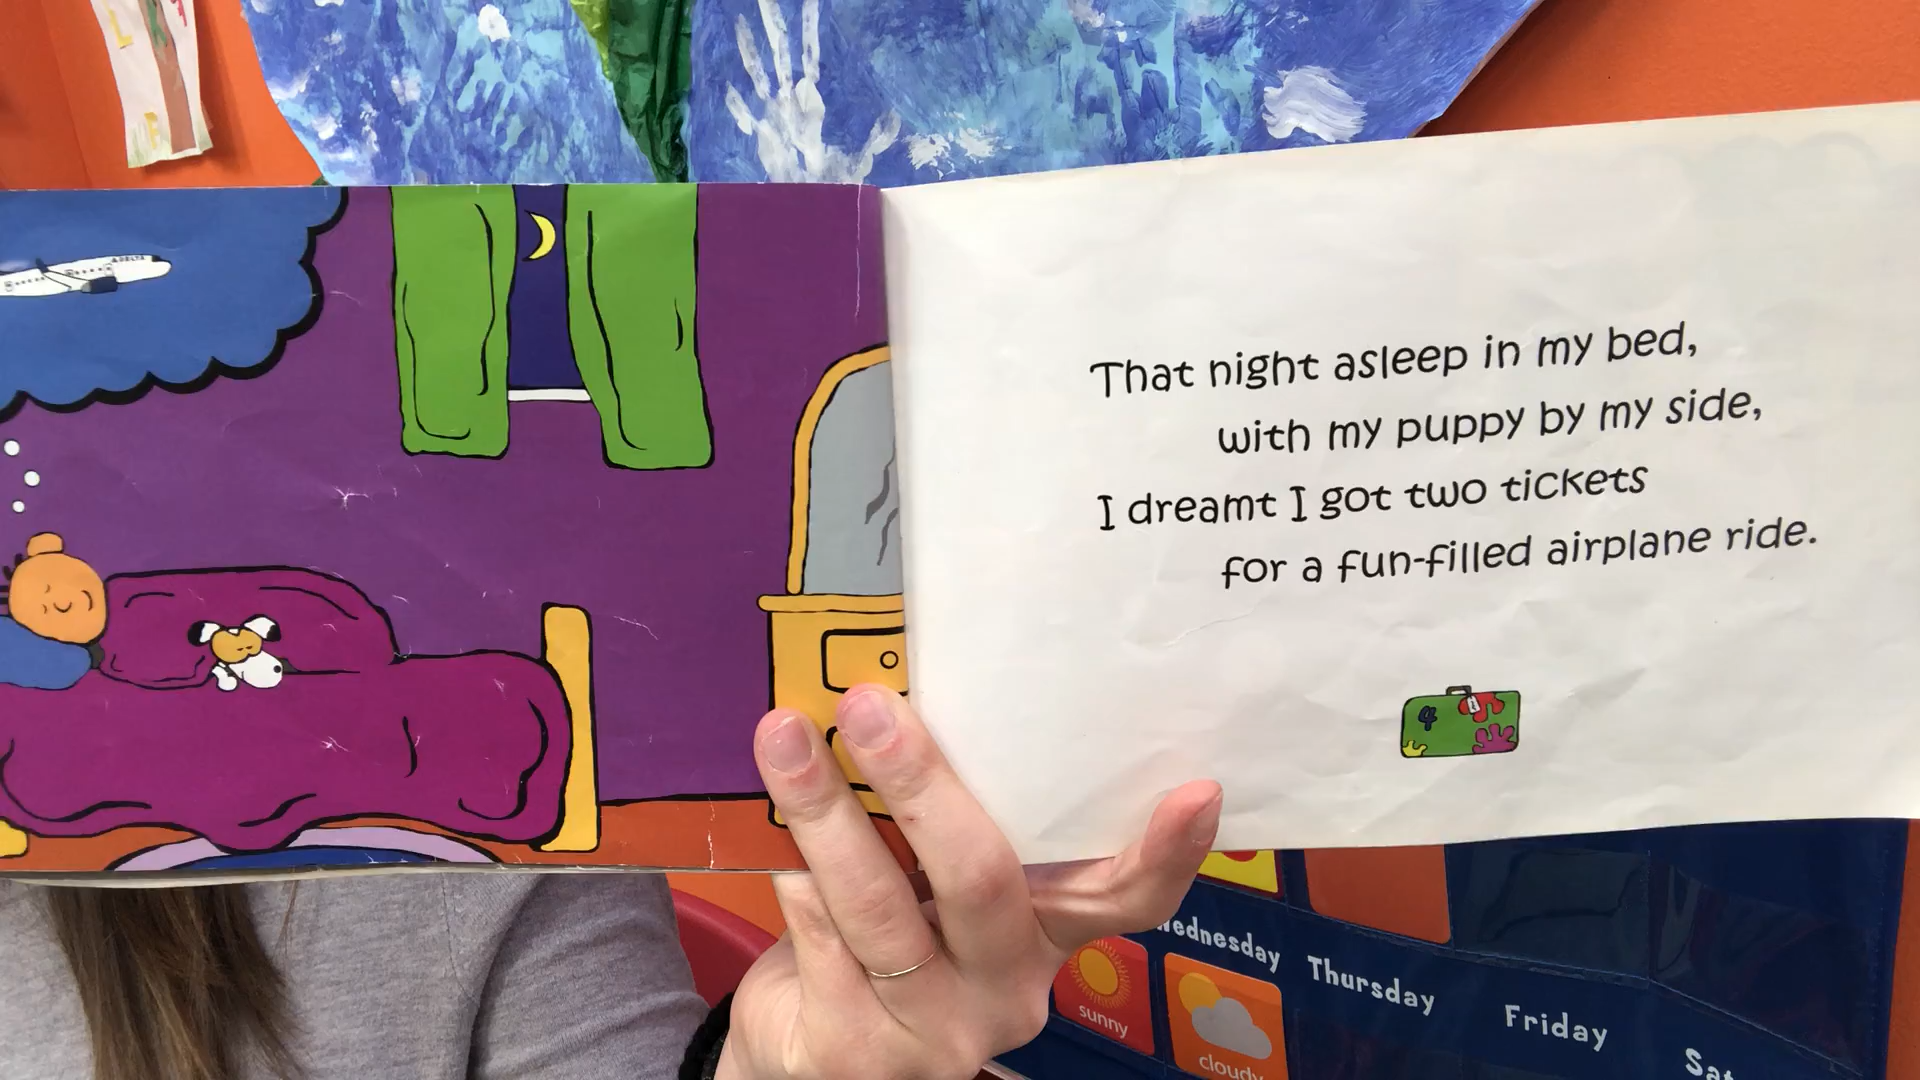 DELTA
That night asleep in my bed,
with my puppy by my side,
I dreamt I got two tickets
for a fun-filled airplane ride.
4
Thursday
Friday
sunny
cloudy